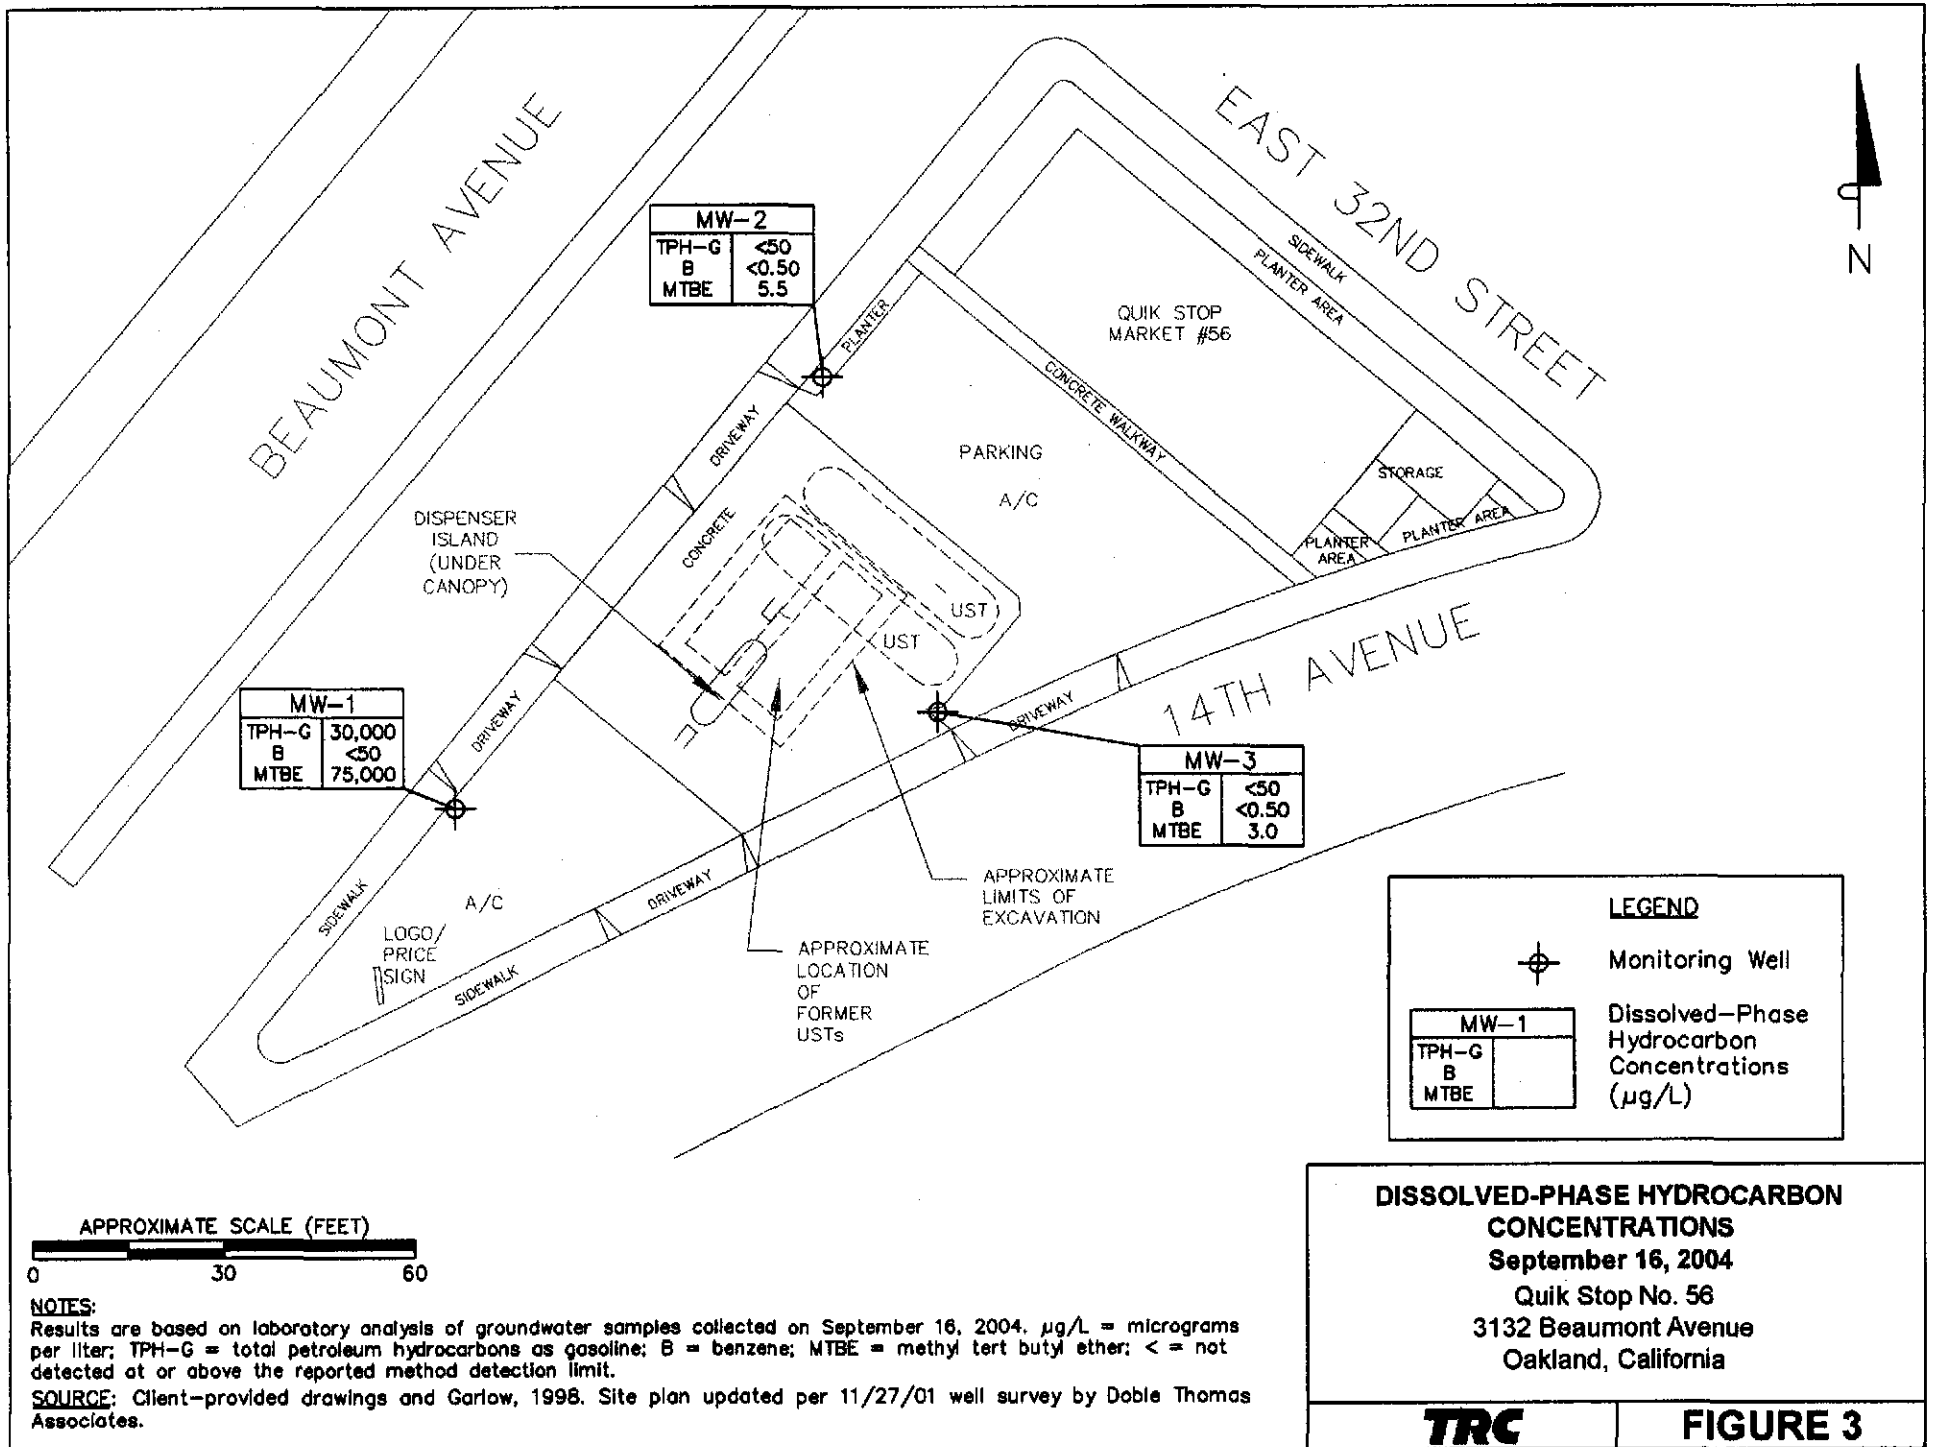 BEAUMONT AVENUE
EAST 32ND STREET
14TH AVENUE
N
MW-2
TPH-G <50
B <0.50
MTBE 5.5
SIDEWALK
PLANTER AREA
QUIK STOP
MARKET #56
PLANTER
CONCRETE WALKWAY
DRIVEWAY
PARKING
A/C
STORAGE
PLANTER AREA
PLANTER
AREA
DISPENSER
ISLAND
(UNDER
CANOPY)
CONCRETE
UST
UST
MW-1
TPH-G 30,000
B <50
MTBE 75,000
DRIVEWAY
DRIVEWAY
MW-3
TPH-G <50
B <0.50
MTBE 3.0
SIDEWALK
A/C
LOGO/
PRICE
SIGN
DRIVEWAY
SIDEWALK
APPROXIMATE
LIMITS OF
EXCAVATION
APPROXIMATE
LOCATION
OF
FORMER
USTs
LEGEND
Monitoring Well
MW-1
TPH-G
B
MTBE
Dissolved-Phase
Hydrocarbon
Concentrations
(µg/L)
APPROXIMATE SCALE (FEET)
0 30 60
NOTES:
Results are based on laboratory analysis of groundwater samples collected on September 16, 2004. µg/L = micrograms
per liter; TPH-G = total petroleum hydrocarbons as gasoline; B = benzene; MTBE = methyl tert butyl ether; < = not
detected at or above the reported method detection limit.
SOURCE: Client-provided drawings and Garlow, 1998. Site plan updated per 11/27/01 well survey by Doble Thomas
Associates.
DISSOLVED-PHASE HYDROCARBON
CONCENTRATIONS
September 16, 2004
Quik Stop No. 56
3132 Beaumont Avenue
Oakland, California
TRC
FIGURE 3